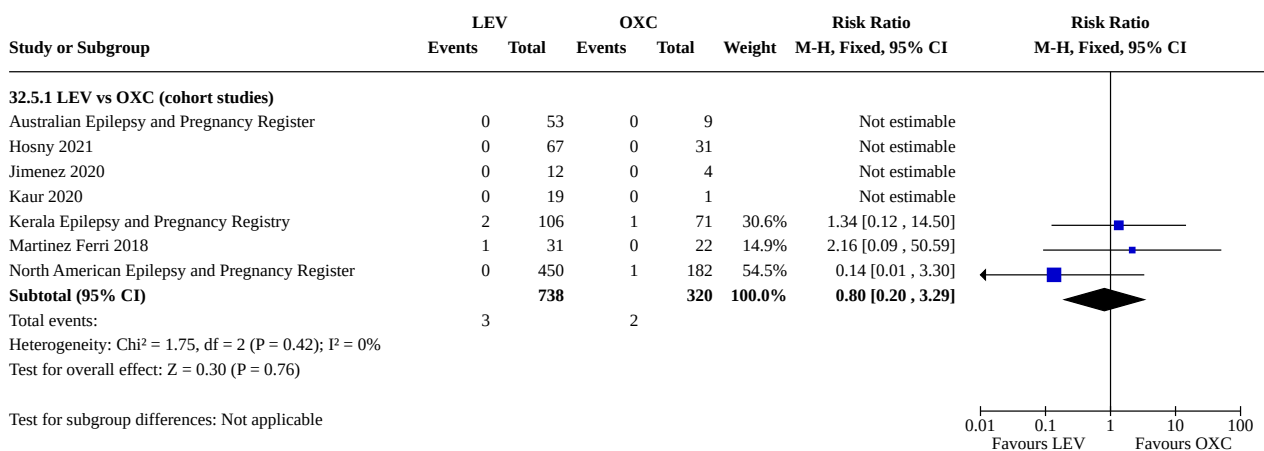 LEV OXC Risk Ratio Risk Ratio
Study or Subgroup Events Total Events Total Weight M-H, Fixed, 95% CI M-H, Fixed, 95% CI
32.5.1 LEV vs OXC (cohort studies)
Australian Epilepsy and Pregnancy Register 0 53 0 9 Not estimable
Hosny 2021 0 67 0 31 Not estimable
Jimenez 2020 0 12 0 4 Not estimable
Kaur 2020 0 19 0 1 Not estimable
Kerala Epilepsy and Pregnancy Registry 2 106 1 71 30.6% 1.34 [0.12 , 14.50]
Martinez Ferri 2018 1 31 0 22 14.9% 2.16 [0.09 , 50.59]
North American Epilepsy and Pregnancy Register 0 450 1 182 54.5% 0.14 [0.01 , 3.30]
Subtotal (95% CI) 738 320 100.0% 0.80 [0.20 , 3.29]
Total events: 3 2
Heterogeneity: Chi² = 1.75, df = 2 (P = 0.42); I² = 0%
Test for overall effect: Z = 0.30 (P = 0.76)
Test for subgroup differences: Not applicable
0.01 0.1 1 10 100
Favours LEV Favours OXC